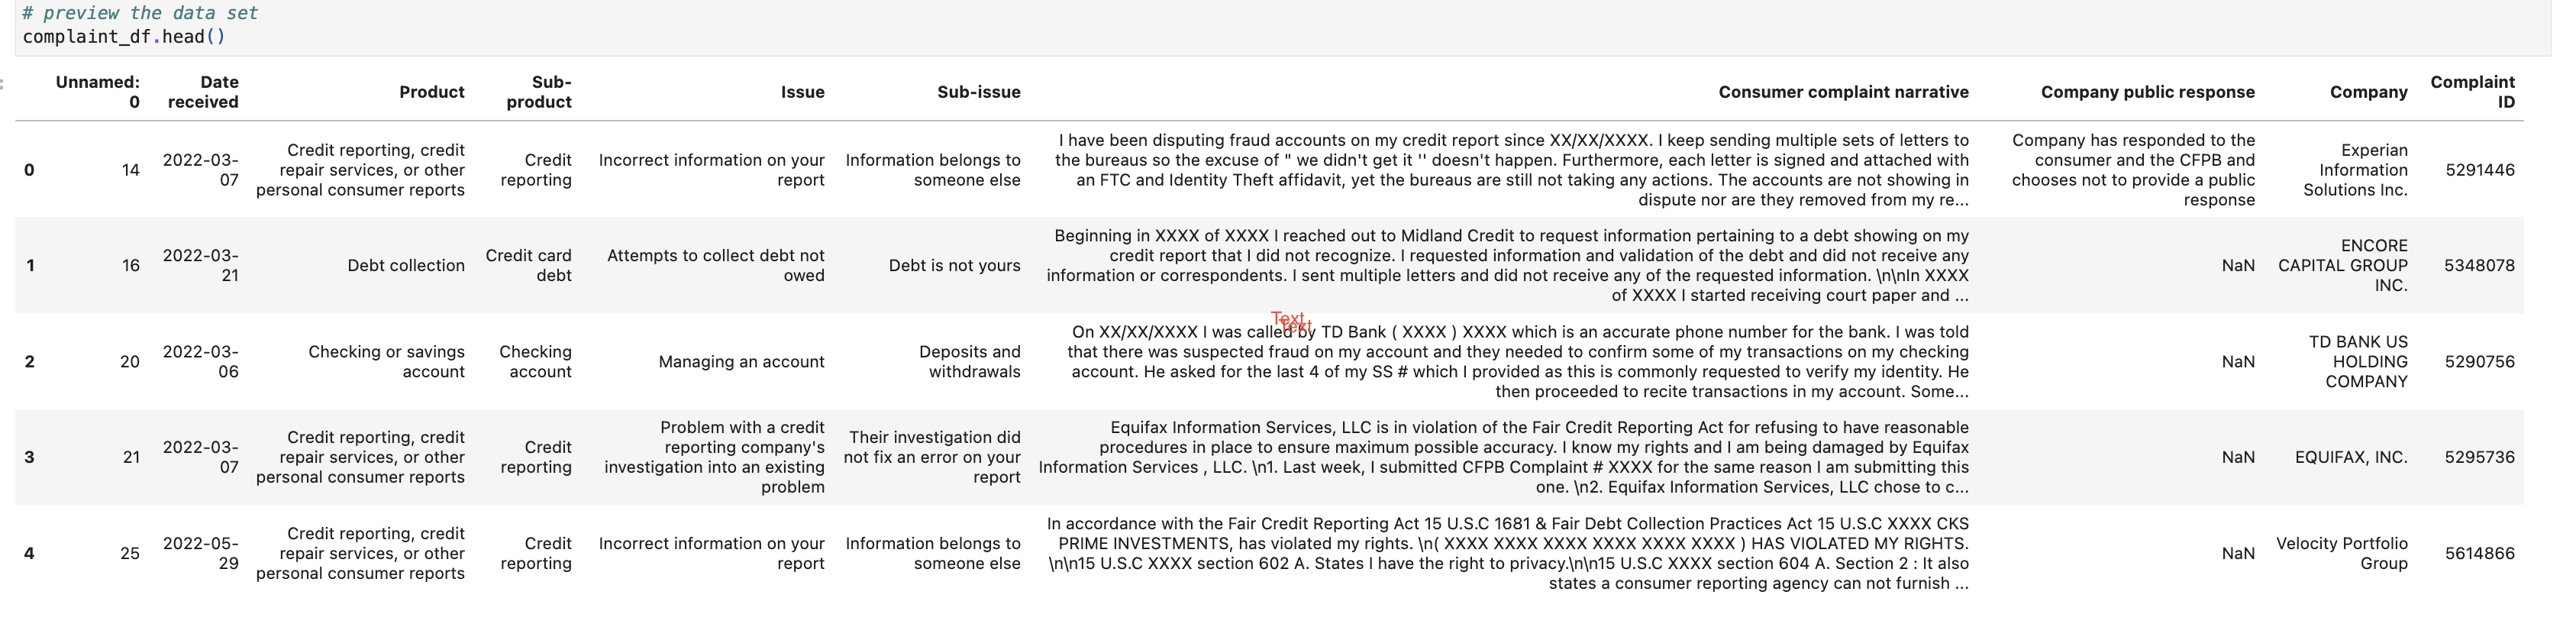 # preview the data set
complaint_df.head()
Unnamed: 0 Date received Product Sub-product Issue Sub-issue Consumer complaint narrative Company public response Company Complaint ID
0 14 2022-03-07 Credit reporting, credit repair services, or other personal consumer reports Credit reporting Incorrect information on your report Information belongs to someone else I have been disputing fraud accounts on my credit report since XX/XX/XXXX. I keep sending multiple sets of letters to the bureaus so the excuse of " we didn't get it '' doesn't happen. Furthermore, each letter is signed and attached with an FTC and Identity Theft affidavit, yet the bureaus are still not taking any actions. The accounts are not showing in dispute nor are they removed from my re... Company has responded to the consumer and the CFPB and chooses not to provide a public response Experian Information Solutions Inc. 5291446
1 16 2022-03-21 Debt collection Credit card debt Attempts to collect debt not owed Debt is not yours Beginning in XXXX of XXXX I reached out to Midland Credit to request information pertaining to a debt showing on my credit report that I did not recognize. I requested information and validation of the debt and did not receive any information or correspondents. I sent multiple letters and did not receive any of the requested information. \n\nIn XXXX of XXXX I started receiving court paper and ... NaN ENCORE CAPITAL GROUP INC. 5348078
Text
Text
2 20 2022-03-06 Checking or savings account Checking account Managing an account Deposits and withdrawals On XX/XX/XXXX I was called by TD Bank ( XXXX ) XXXX which is an accurate phone number for the bank. I was told that there was suspected fraud on my account and they needed to confirm some of my transactions on my checking account. He asked for the last 4 of my SS # which I provided as this is commonly requested to verify my identity. He then proceeded to recite transactions in my account. Some... NaN TD BANK US HOLDING COMPANY 5290756
3 21 2022-03-07 Credit reporting, credit repair services, or other personal consumer reports Credit reporting Problem with a credit reporting company's investigation into an existing problem Their investigation did not fix an error on your report Equifax Information Services, LLC is in violation of the Fair Credit Reporting Act for refusing to have reasonable procedures in place to ensure maximum possible accuracy. I know my rights and I am being damaged by Equifax Information Services , LLC. \n1. Last week, I submitted CFPB Complaint # XXXX for the same reason I am submitting this one. \n2. Equifax Information Services, LLC chose to c... NaN EQUIFAX, INC. 5295736
4 25 2022-05-29 Credit reporting, credit repair services, or other personal consumer reports Credit reporting Incorrect information on your report Information belongs to someone else In accordance with the Fair Credit Reporting Act 15 U.S.C 1681 & Fair Debt Collection Practices Act 15 U.S.C XXXX CKS PRIME INVESTMENTS, has violated my rights. \n( XXXX XXXX XXXX XXXX XXXX XXXX ) HAS VIOLATED MY RIGHTS. \n\n15 U.S.C XXXX section 602 A. States I have the right to privacy.\n\n15 U.S.C XXXX section 604 A. Section 2 : It also states a consumer reporting agency can not furnish ... NaN Velocity Portfolio Group 5614866